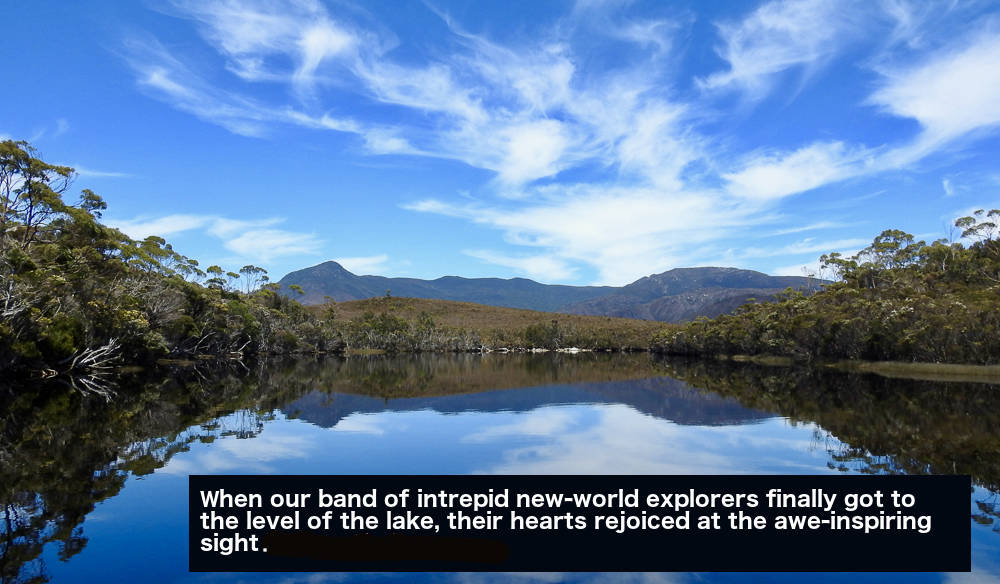 When our band of intrepid new-world explorers finally got to
the level of the lake, their hearts rejoiced at the awe-inspiring
sight.